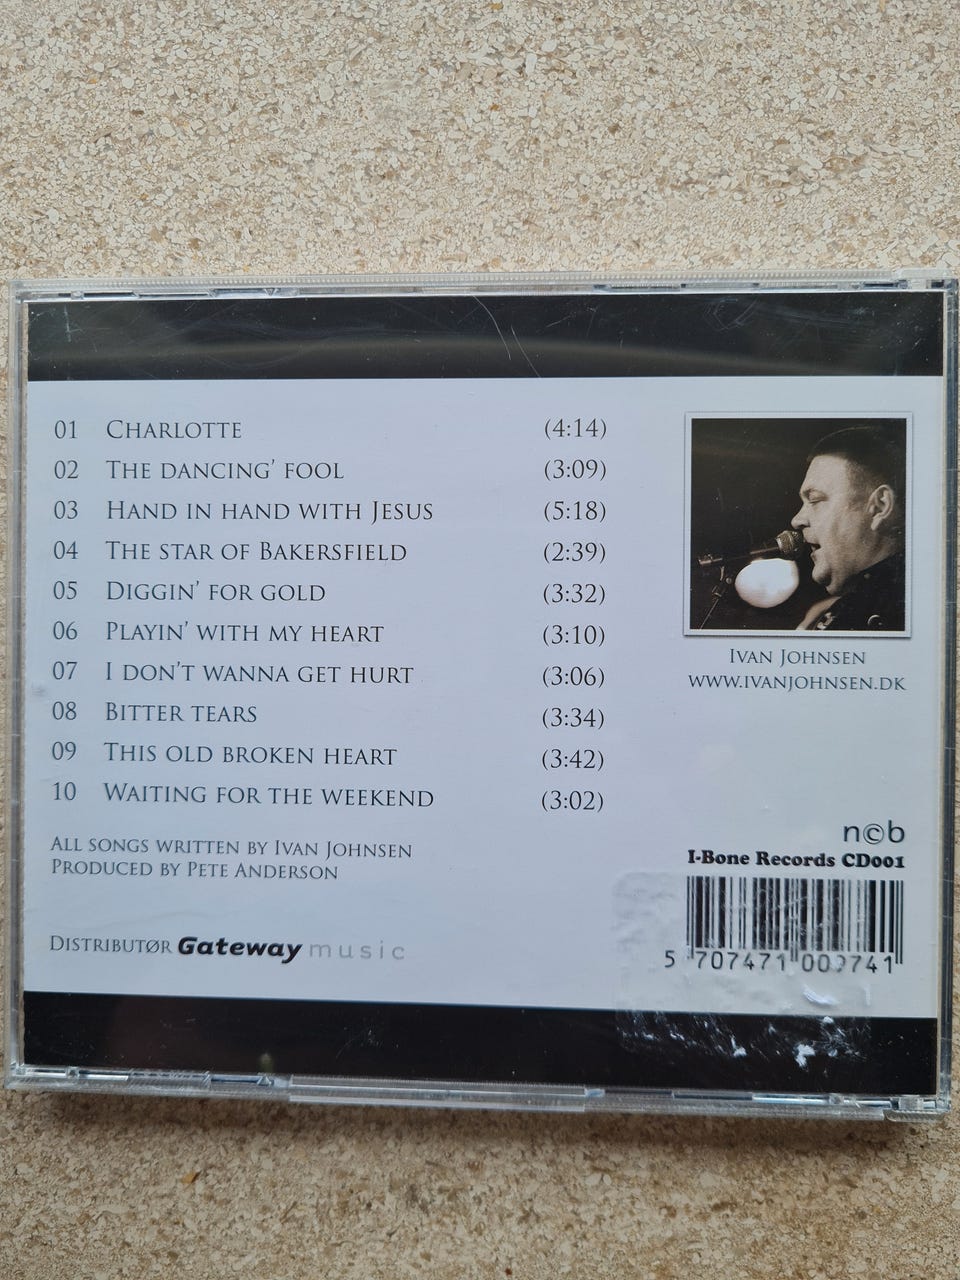 01 Charlotte (4:14)
02 The dancing' fool (3:09)
03 Hand in hand with Jesus (5:18)
04 The star of Bakersfield (2:39)
05 Diggin' for gold (3:32)
06 Playin' with my heart (3:10)
07 I don't wanna get hurt (3:06)
08 Bitter tears (3:34)
09 This old broken heart (3:42)
10 Waiting for the weekend (3:02)
All songs written by Ivan Johnsen
Produced by Pete Anderson
Distributør Gateway music
Ivan Johnsen
www.ivanjohnsen.dk
n©b
I-Bone Records CD001
5 707471 002741